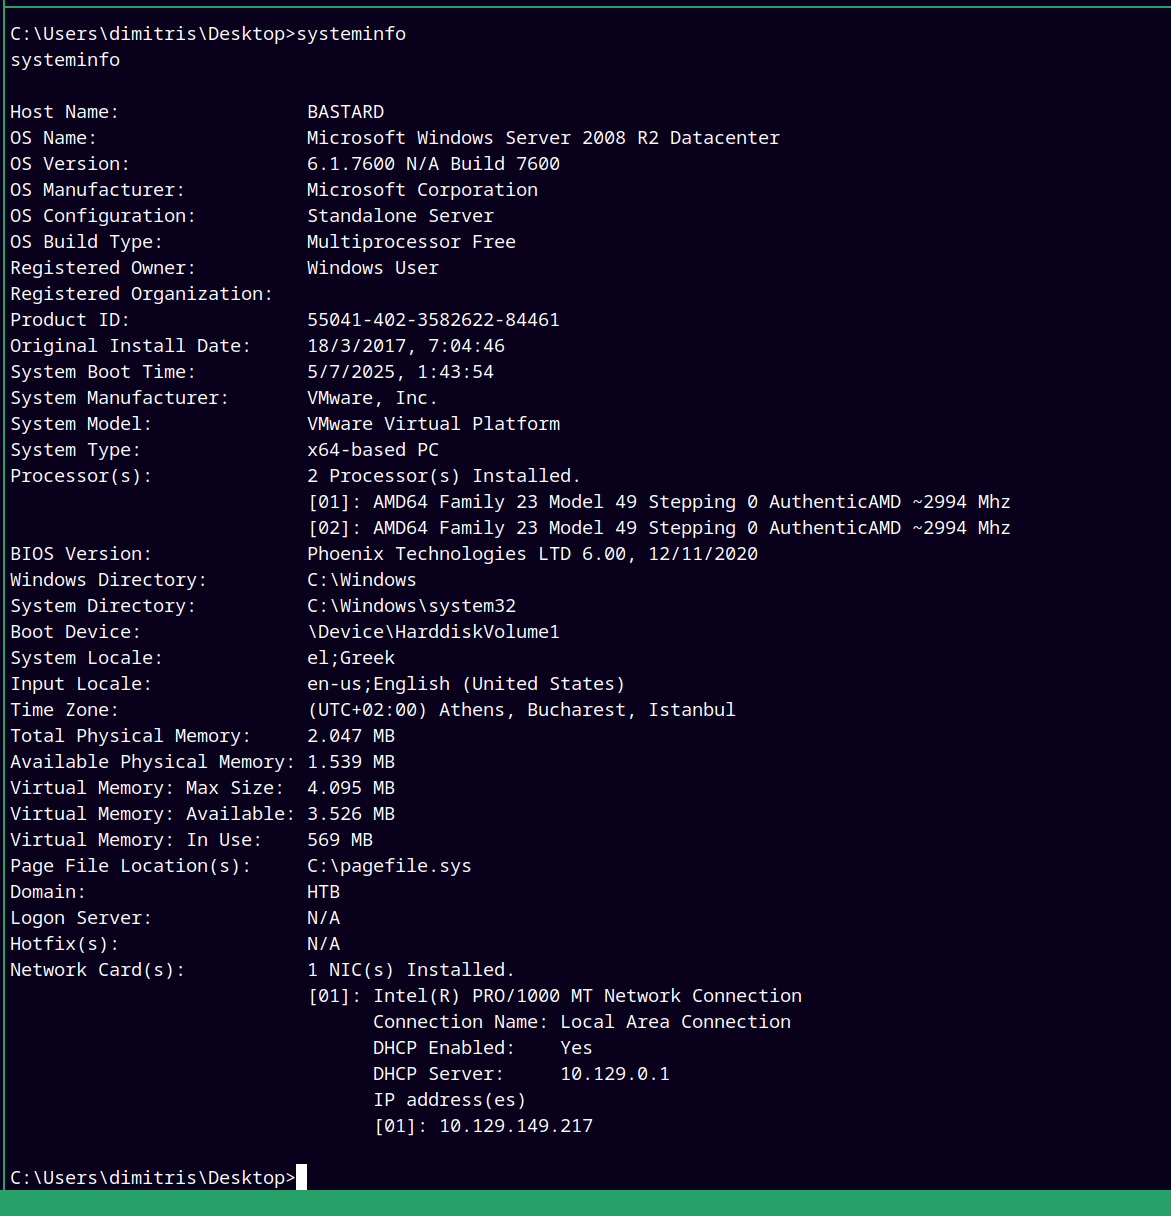 C:\Users\dimitris\Desktop>systeminfo
systeminfo
Host Name:                 BASTARD
OS Name:                   Microsoft Windows Server 2008 R2 Datacenter
OS Version:                6.1.7600 N/A Build 7600
OS Manufacturer:           Microsoft Corporation
OS Configuration:          Standalone Server
OS Build Type:             Multiprocessor Free
Registered Owner:          Windows User
Registered Organization:
Product ID:                55041-402-3582622-84461
Original Install Date:     18/3/2017, 7:04:46
System Boot Time:          5/7/2025, 1:43:54
System Manufacturer:       VMware, Inc.
System Model:              VMware Virtual Platform
System Type:               x64-based PC
Processor(s):              2 Processor(s) Installed.
                           [01]: AMD64 Family 23 Model 49 Stepping 0 AuthenticAMD ~2994 Mhz
                           [02]: AMD64 Family 23 Model 49 Stepping 0 AuthenticAMD ~2994 Mhz
BIOS Version:              Phoenix Technologies LTD 6.00, 12/11/2020
Windows Directory:         C:\Windows
System Directory:          C:\Windows\system32
Boot Device:               \Device\HarddiskVolume1
System Locale:             el;Greek
Input Locale:              en-us;English (United States)
Time Zone:                 (UTC+02:00) Athens, Bucharest, Istanbul
Total Physical Memory:     2.047 MB
Available Physical Memory: 1.539 MB
Virtual Memory: Max Size:  4.095 MB
Virtual Memory: Available: 3.526 MB
Virtual Memory: In Use:    569 MB
Page File Location(s):     C:\pagefile.sys
Domain:                    HTB
Logon Server:              N/A
Hotfix(s):                 N/A
Network Card(s):           1 NIC(s) Installed.
                           [01]: Intel(R) PRO/1000 MT Network Connection
                                 Connection Name: Local Area Connection
                                 DHCP Enabled:    Yes
                                 DHCP Server:     10.129.0.1
                                 IP address(es)
                                 [01]: 10.129.149.217
C:\Users\dimitris\Desktop>